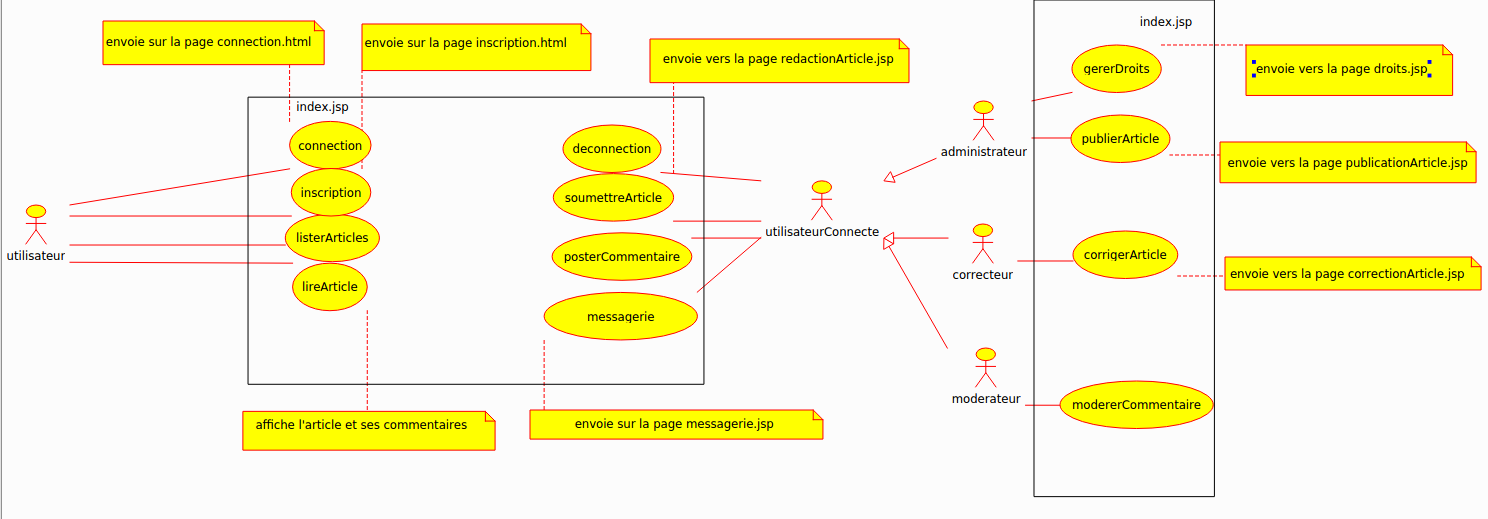 envoie sur la page connection.html
envoie sur la page inscription.html
envoie vers la page redactionArticle.jsp
index.jsp
connection
inscription
listerArticles
lireArticle
utilisateur
deconnection
soumettreArticle
posterCommentaire
messagerie
utilisateurConnecte
affiche l'article et ses commentaires
envoie sur la page messagerie.jsp
administrateur
correcteur
moderateur
index.jsp
gererDroits
publierArticle
corrigerArticle
modererCommentaire
envoie vers la page droits.jsp
envoie vers la page publicationArticle.jsp
envoie vers la page correctionArticle.jsp